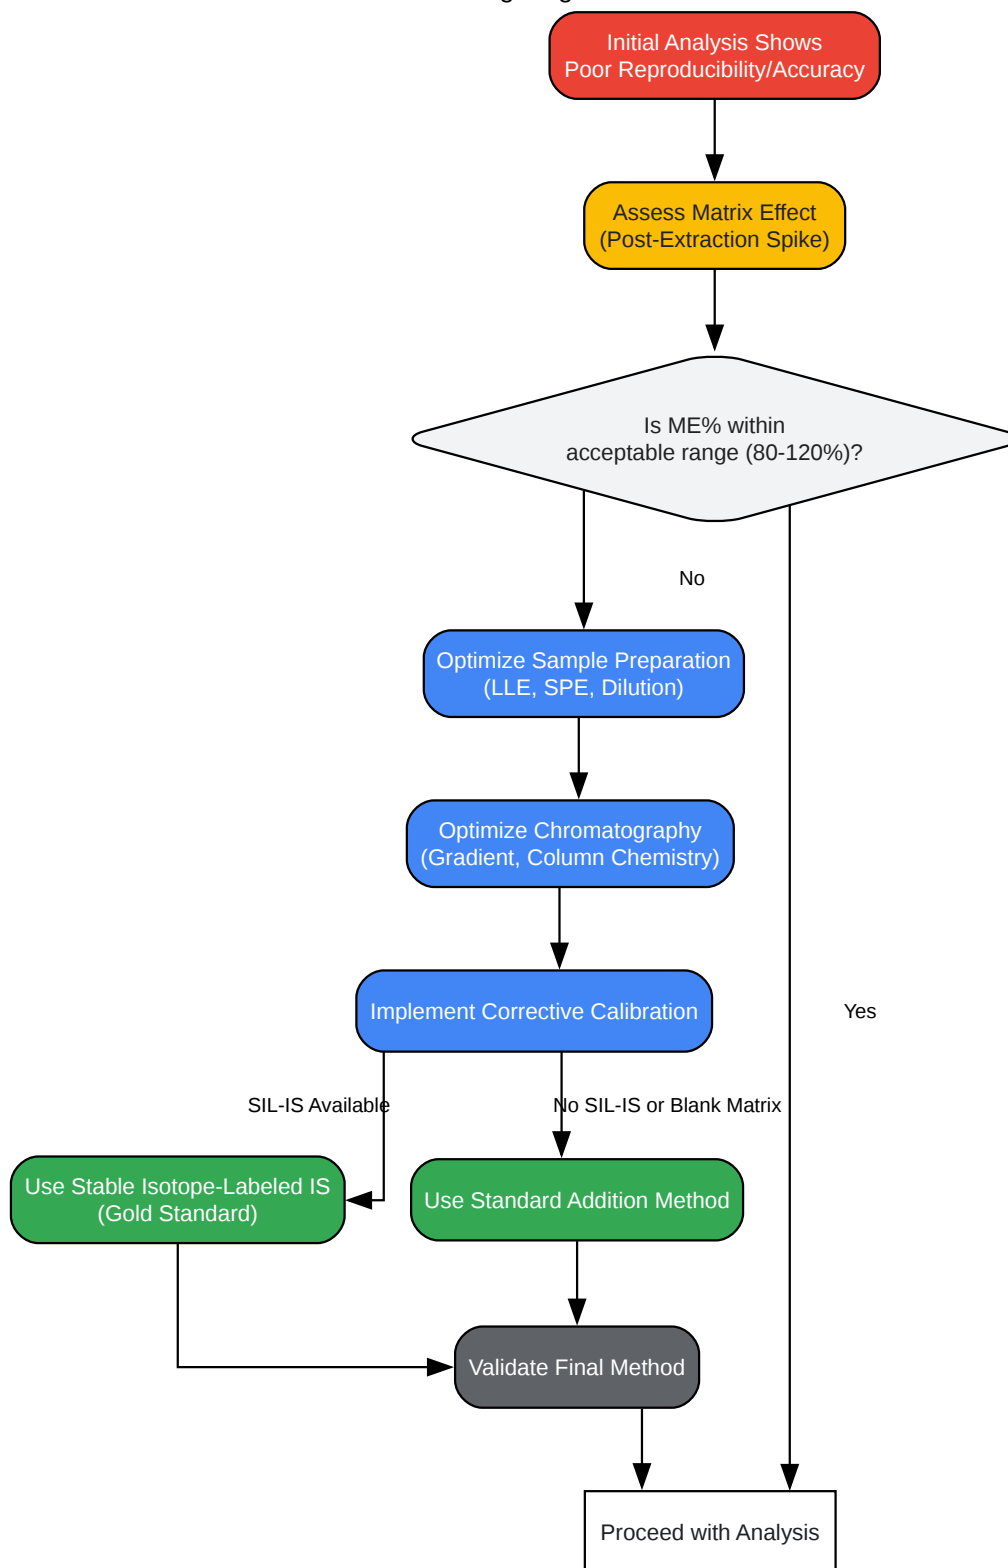 Initial Analysis Shows
Poor Reproducibility/Accuracy
Assess Matrix Effect
(Post-Extraction Spike)
Is ME% within
acceptable range (80-120%)?
No
Optimize Sample Preparation
(LLE, SPE, Dilution)
Optimize Chromatography
(Gradient, Column Chemistry)
Implement Corrective Calibration
Yes
SIL-IS Available
No SIL-IS or Blank Matrix
Use Stable Isotope-Labeled IS
(Gold Standard)
Use Standard Addition Method
Validate Final Method
Proceed with Analysis